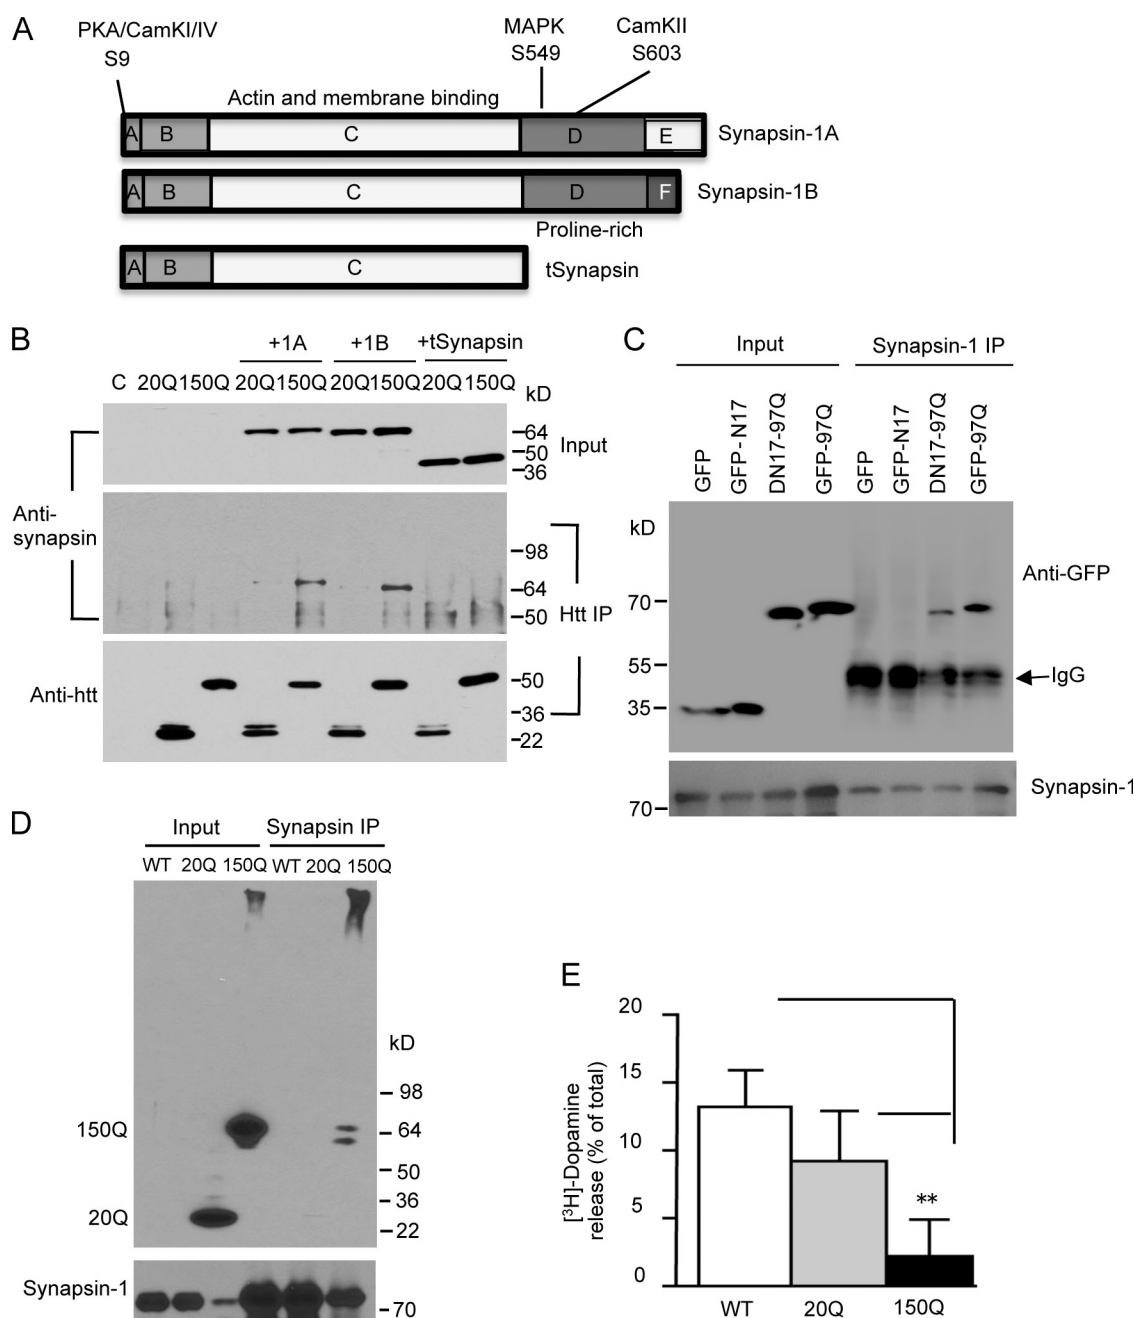 A
PKA/CamKI/IV
S9
MAPK
S549
CamKII
S603
Actin and membrane binding
A B C D E Synapsin-1A
A B C D F Synapsin-1B
Proline-rich
A B C tSynapsin
B
+1A +1B +tSynapsin
C 20Q 150Q 20Q 150Q 20Q 150Q 20Q 150Q
kD
64
50
36
Input
Anti-
synapsin
98
64
50
Htt IP
Anti-htt
50
36
22
C
Input Synapsin-1 IP
GFP GFP-N17 DN17-97Q GFP-97Q GFP GFP-N17 DN17-97Q GFP-97Q
kD
Anti-GFP
70
55
35
IgG
Synapsin-1
70
D
Input Synapsin IP
WT 20Q 150Q WT 20Q 150Q
kD
98
150Q
64
50
36
20Q
22
Synapsin-1
70
E
[³H]-Dopamine
release (% of total)
20
15
10
5
0
**
WT 20Q 150Q